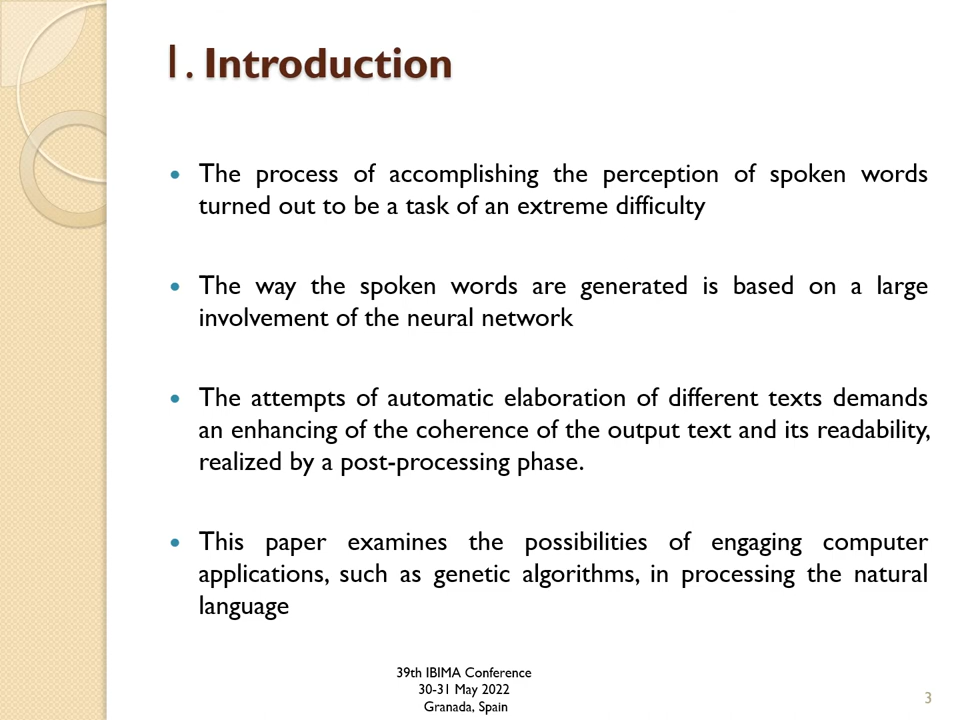 1. Introduction
• The process of accomplishing the perception of spoken words
turned out to be a task of an extreme difficulty
• The way the spoken words are generated is based on a large
involvement of the neural network
• The attempts of automatic elaboration of different texts demands
an enhancing of the coherence of the output text and its readability,
realized by a post-processing phase.
• This paper examines the possibilities of engaging computer
applications, such as genetic algorithms, in processing the natural
language
39th IBIMA Conference
30-31 May 2022
Granada, Spain
3